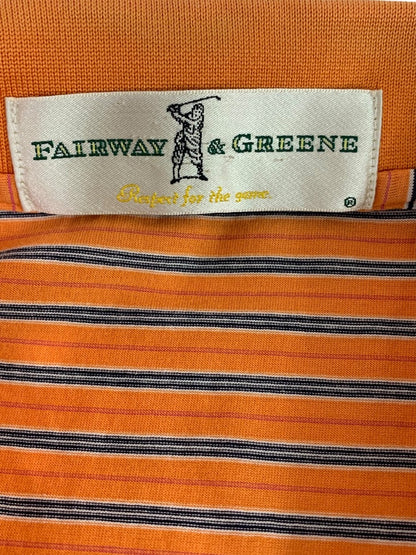 FAIRWAY & GREENE
Respect for the game.
®